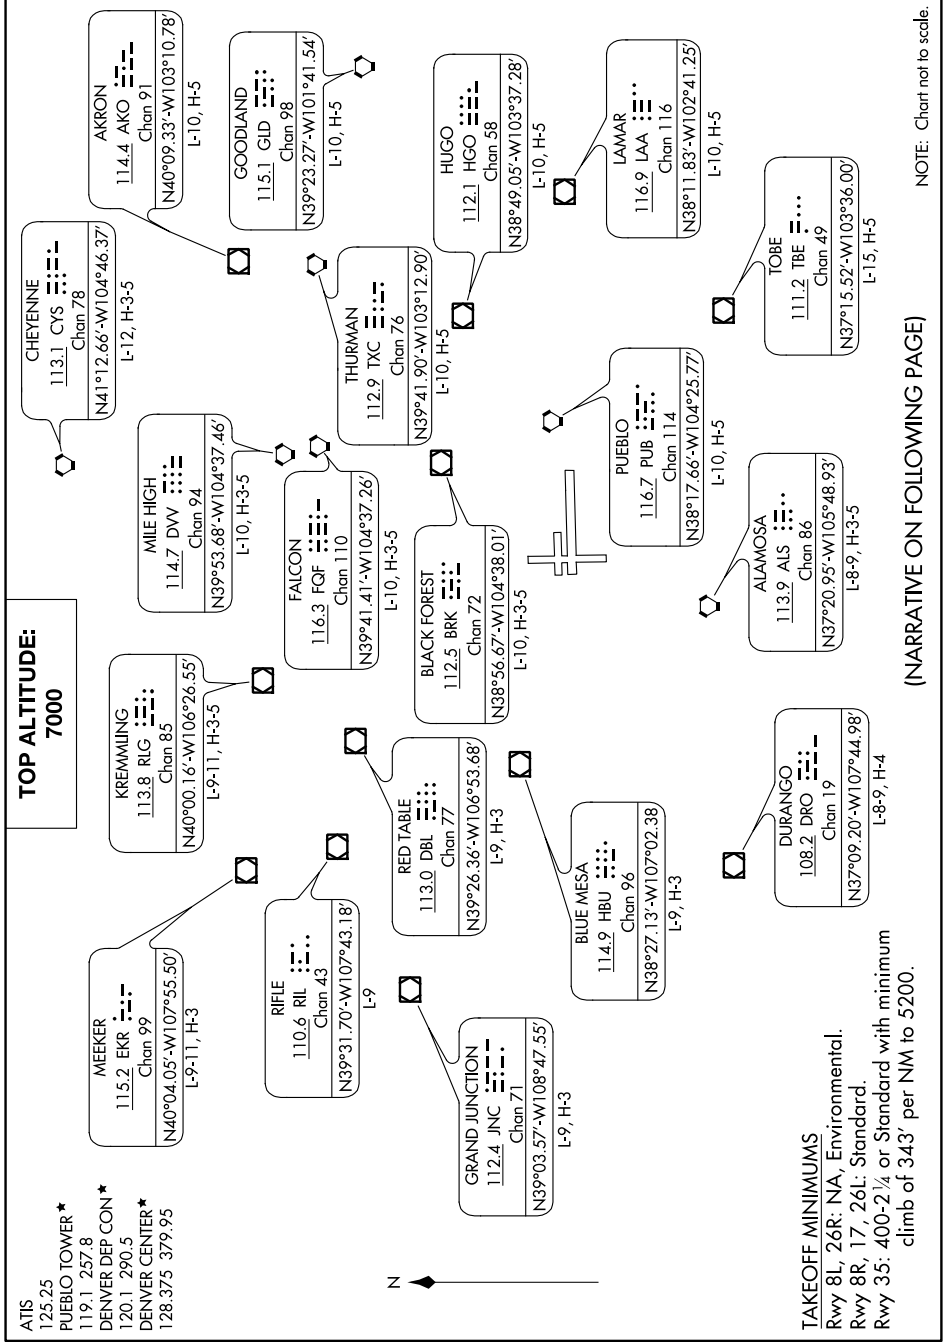 TOP ALTITUDE:
7000
ATIS
125.25
PUEBLO TOWER★
119.1 257.8
DENVER DEP CON★
120.1 290.5
DENVER CENTER★
128.375 379.95
MEEKER
115.2 EKR
Chan 99
N40°04.05’-W107°55.50’
L-9-11, H-3
KREMMLING
113.8 RLG
Chan 85
N40°00.16’-W106°26.55’
L-9-11, H-3-5
MILE HIGH
114.7 DVV
Chan 94
N39°53.68’-W104°37.46’
L-10, H-3-5
CHEYENNE
113.1 CYS
Chan 78
N41°12.66’-W104°46.37’
L-12, H-3-5
AKRON
114.4 AKO
Chan 91
N40°09.33’-W103°10.78’
L-10, H-5
GOODLAND
115.1 GLD
Chan 98
N39°23.27’-W101°41.54’
L-10, H-5
RIFLE
110.6 RIL
Chan 43
N39°31.70’-W107°43.18’
L-9
FALCON
116.3 FQF
Chan 110
N39°41.41’-W104°37.26’
L-10, H-3-5
THURMAN
112.9 TXC
Chan 76
N39°41.90’-W103°12.90’
L-10, H-5
HUGO
112.1 HGO
Chan 58
N38°49.05’-W103°37.28’
L-10, H-5
RED TABLE
113.0 DBL
Chan 77
N39°26.36’-W106°53.68’
L-9, H-3
BLACK FOREST
112.5 BRK
Chan 72
N38°56.67’-W104°38.01’
L-10, H-3-5
GRAND JUNCTION
112.4 JNC
Chan 71
N39°03.57’-W108°47.55’
L-9, H-3
N
BLUE MESA
114.9 HBU
Chan 96
N38°27.13’-W107°02.38
L-9, H-3
PUEBLO
116.7 PUB
Chan 114
N38°17.66’-W104°25.77’
L-10, H-5
LAMAR
116.9 LAA
Chan 116
N38°11.83’-W102°41.25’
L-10, H-5
DURANGO
108.2 DRO
Chan 19
N37°09.20’-W107°44.98’
L-8-9, H-4
ALAMOSA
113.9 ALS
Chan 86
N37°20.95’-W105°48.93’
L-8-9, H-3-5
TOBE
111.2 TBE
Chan 49
N37°15.52’-W103°36.00’
L-15, H-5
TAKEOFF MINIMUMS
Rwy 8L, 26R: NA, Environmental.
Rwy 8R, 17, 26L: Standard.
Rwy 35: 400-2¼ or Standard with minimum
climb of 343’ per NM to 5200.
(NARRATIVE ON FOLLOWING PAGE)
NOTE: Chart not to scale.